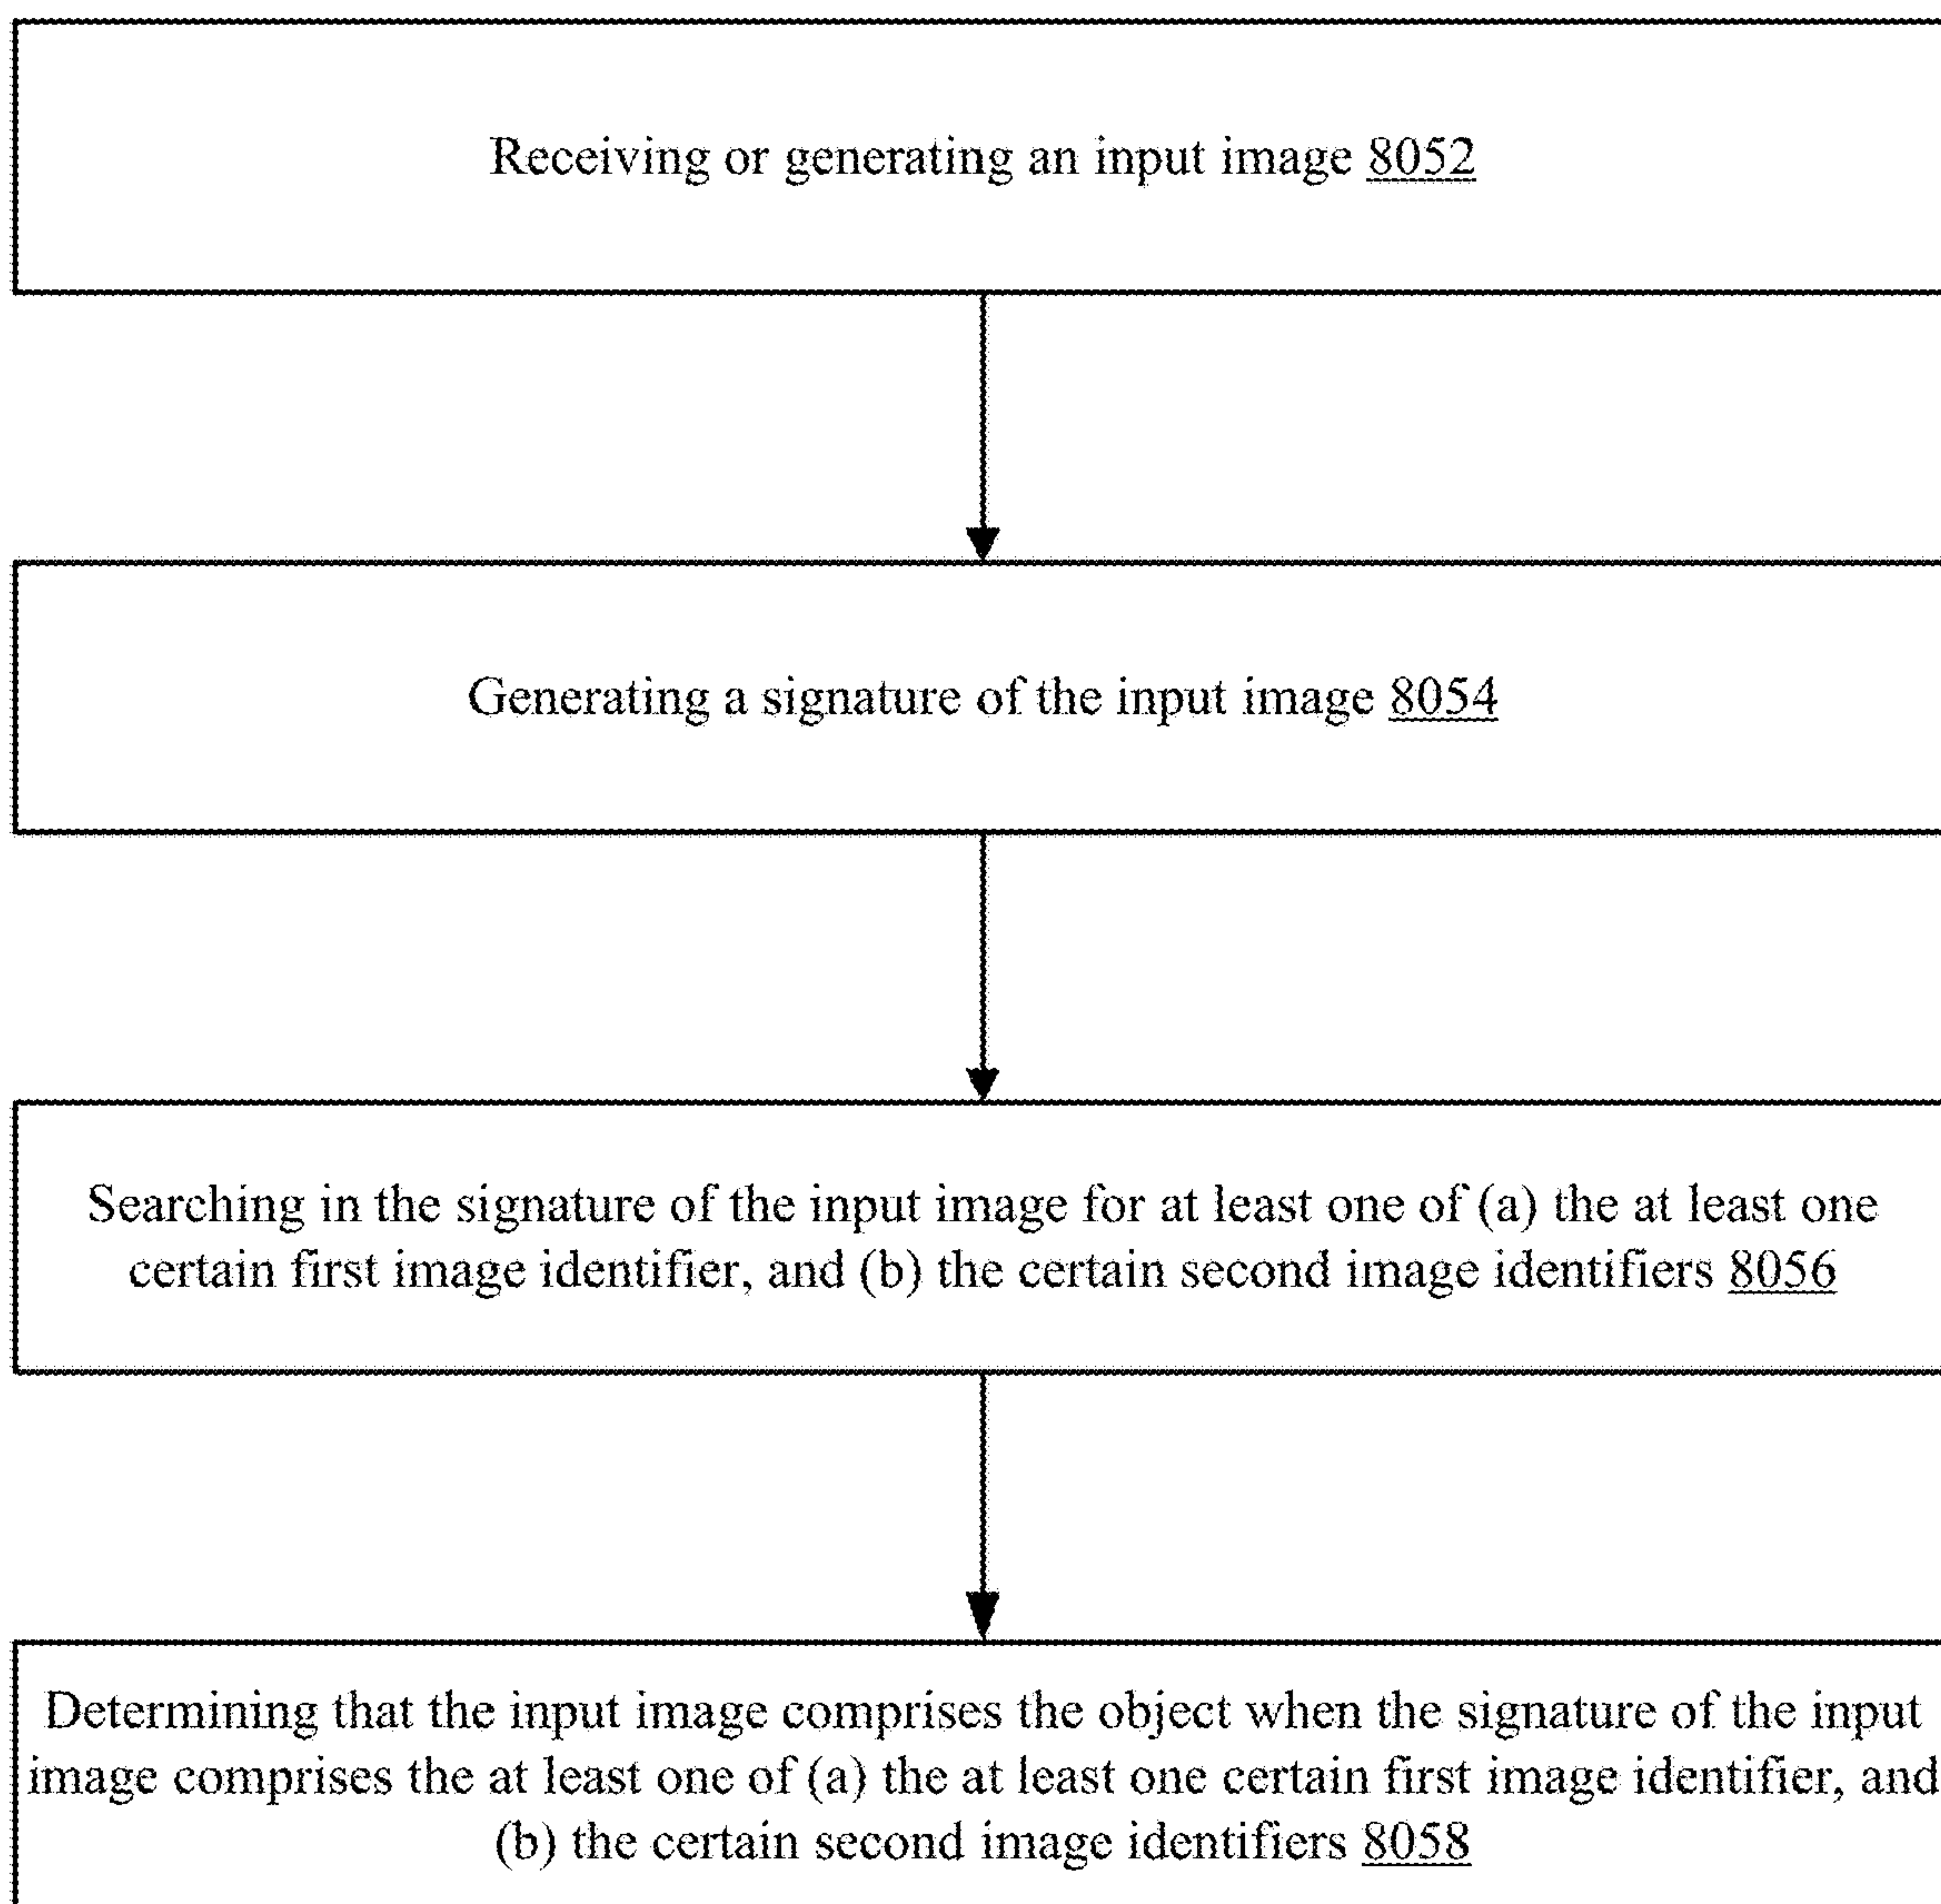 Receiving or generating an input image 8052
Generating a signature of the input image 8054
Searching in the signature of the input image for at least one of (a) the at least one
certain first image identifier, and (b) the certain second image identifiers 8056
Determining that the input image comprises the object when the signature of the input
image comprises the at least one of (a) the at least one certain first image identifier, and
(b) the certain second image identifiers 8058